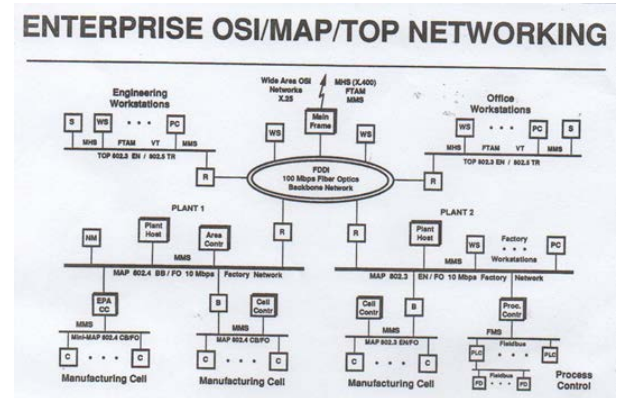 ENTERPRISE OSI/MAP/TOP NETWORKING
Wide Area OSI
Networks
X.25
MHS (X.400)
FTAM
MMS
Engineering
Workstations
S WS • • • PC
MHS FTAM VT MMS
TOP 802.3 EN / 802.5 TR
R
WS
Main
Frame
WS
Office
Workstations
WS • • • PC S
MHS FTAM VT MMS
TOP 802.3 EN / 802.5 TR
R
FDDI
100 Mbps Fiber Optics
Backbone Network
PLANT 1
NM
Plant
Host
Area
Contr
R
MMS
MAP 802.4 BB / FO 10 Mbps Factory Network
PLANT 2
R
Plant
Host
MMS
WS
Factory
• • •
Workstations
PC
MAP 802.3 EN / FO 10 Mbps Factory Network
EPA
CC
MMS
Mini-MAP 802.4 CB/FO
C • • • C
Manufacturing Cell
B
Cell
Contr
MMS
MAP 802.4 CB/FO
C • • • C
Manufacturing Cell
Cell
Contr
B
MMS
MAP 802.3 EN/FO
C • • • C
Manufacturing Cell
Proc.
Contr
FMS
Fieldbus
PLC • • • PLC
Fieldbus
FD • • • FD
Process
Control